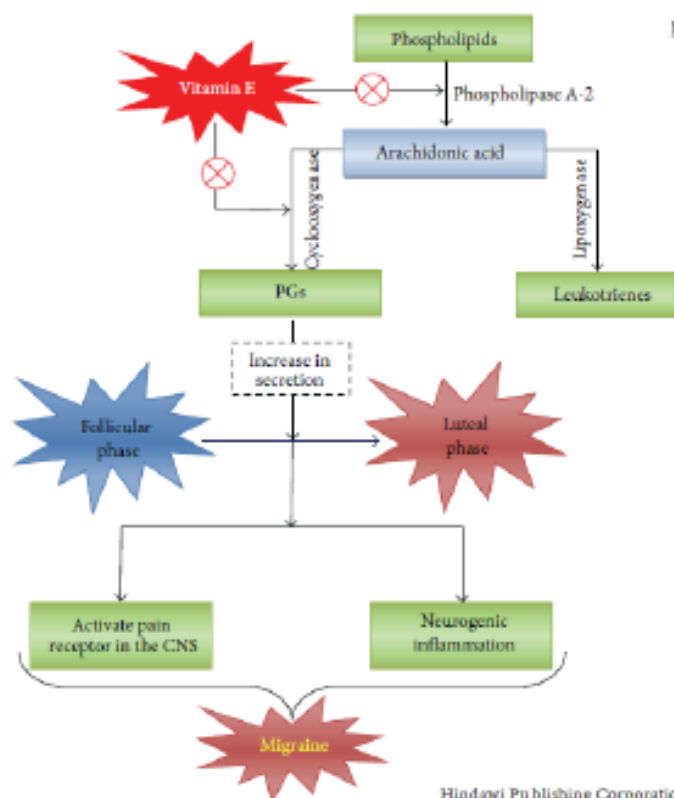 Phospholipids
Vitamin E
Phospholipase A-2
Arachidonic acid
Cyclooxygenase
Lipoxygenase
PGs
Leukotrienes
Increase in
secretion
Follicular
phase
Luteal
phase
Activate pain
receptor in the CNS
Neurogenic
inflammation
Migraine
Hindawi Publishing Corporation